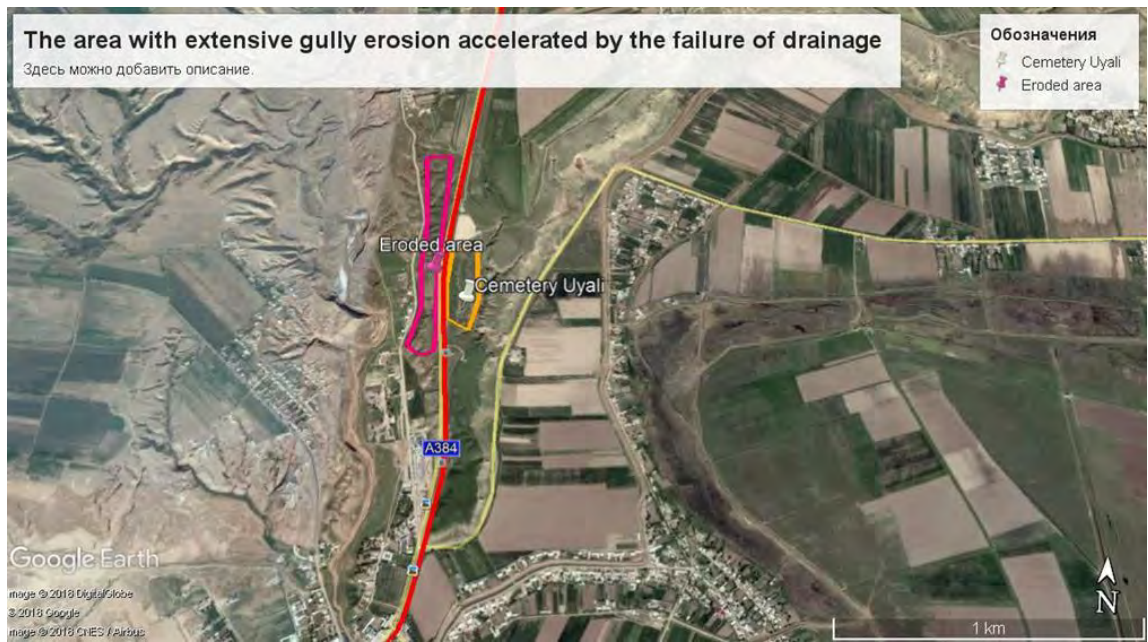 The area with extensive gully erosion accelerated by the failure of drainage
Здесь можно добавить описание.
Обозначения
Cemetery Uyali
Eroded area
Eroded area
Cemetery Uyali
A384
Google Earth
Image © 2018 DigitalGlobe
© 2018 Google
Image © 2018 CNES / Airbus
N
1 km